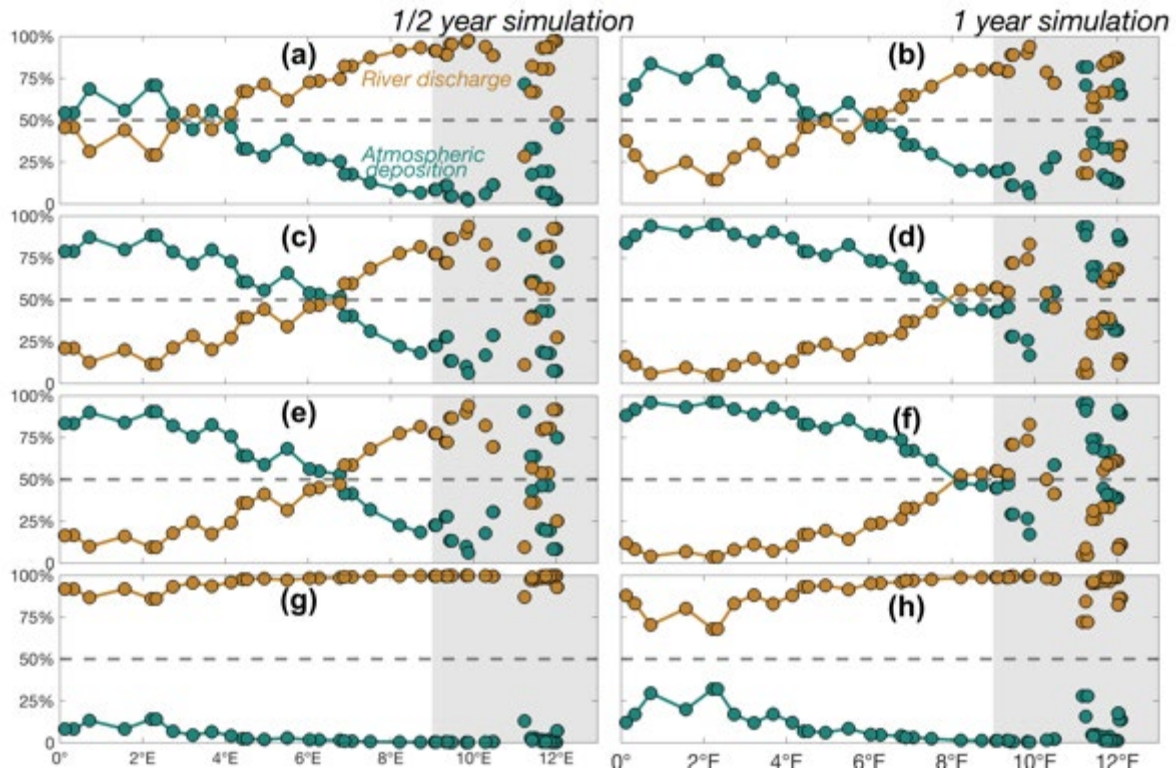 1/2 year simulation 1 year simulation
100% (a) (b)
75% River discharge
50%
25% Atmospheric
deposition
0
100% (c) (d)
75%
50%
25%
0
100% (e) (f)
75%
50%
25%
0
100% (g) (h)
75%
50%
25%
0
0° 2°E 4°E 6°E 8°E 10°E 12°E 0° 2°E 4°E 6°E 8°E 10°E 12°E